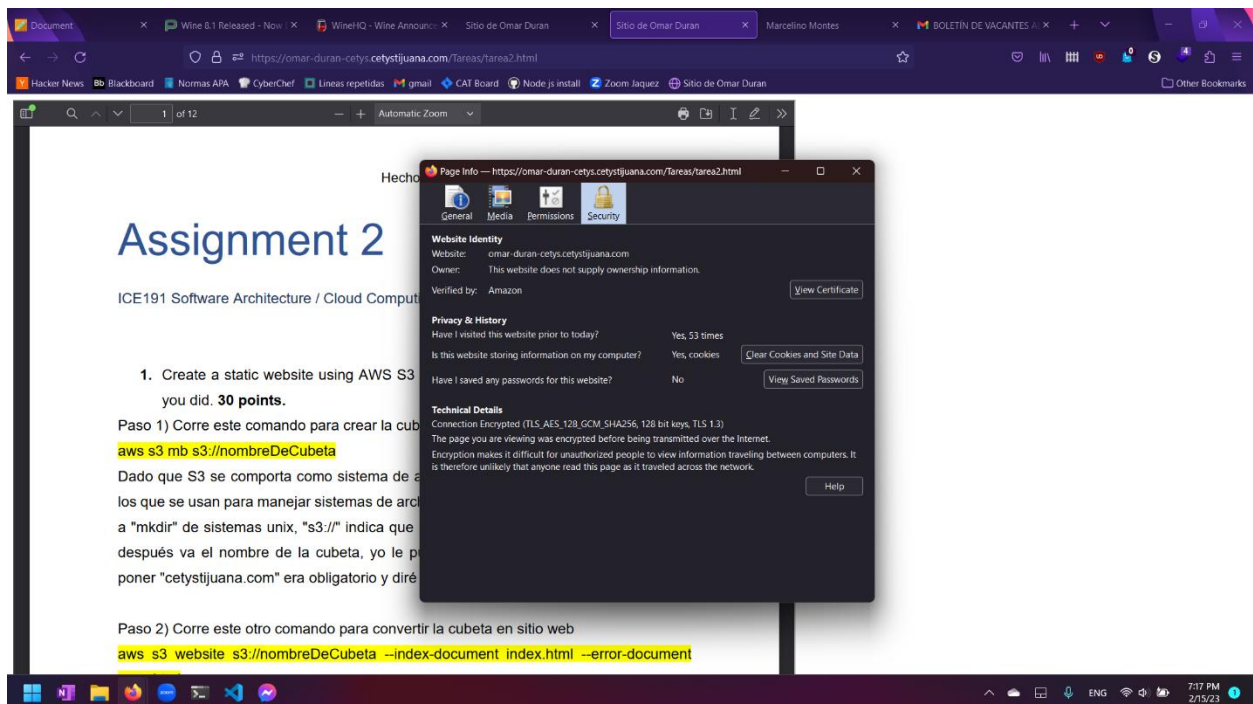 Document
Wine 8.1 Released - Now
WineHQ - Wine Announc
Sitio de Omar Duran
Sitio de Omar Duran
Marcelino Montes
BOLETÍN DE VACANTES A
https://omar-duran-cetys.cetystijuana.com/Tareas/tarea2.html
Hacker News
Blackboard
Normas APA
CyberChef
Lineas repetidas
gmail
CAT Board
Node js install
Zoom Jaquez
Sitio de Omar Duran
Other Bookmarks
1 of 12
Automatic Zoom
Hecho
Assignment 2
ICE191 Software Architecture / Cloud Computi
1. Create a static website using AWS S3
you did. 30 points.
Paso 1) Corre este comando para crear la cub
aws s3 mb s3://nombreDeCubeta
Dado que S3 se comporta como sistema de a
los que se usan para manejar sistemas de arch
a "mkdir" de sistemas unix, "s3://" indica que
después va el nombre de la cubeta, yo le p
poner "cetystijuana.com" era obligatorio y diré
Paso 2) Corre este otro comando para convertir la cubeta en sitio web
aws s3 website s3://nombreDeCubeta --index-document index.html --error-document
Page Info — https://omar-duran-cetys.cetystijuana.com/Tareas/tarea2.html
General
Media
Permissions
Security
Website Identity
Website: omar-duran-cetys.cetystijuana.com
Owner: This website does not supply ownership information.
Verified by: Amazon
View Certificate
Privacy & History
Have I visited this website prior to today? Yes, 53 times
Is this website storing information on my computer? Yes, cookies
Clear Cookies and Site Data
Have I saved any passwords for this website? No
View Saved Passwords
Technical Details
Connection Encrypted (TLS_AES_128_GCM_SHA256, 128 bit keys, TLS 1.3)
The page you are viewing was encrypted before being transmitted over the Internet.
Encryption makes it difficult for unauthorized people to view information traveling between computers. It
is therefore unlikely that anyone read this page as it traveled across the network.
Help
ENG
7:17 PM
2/15/23
1